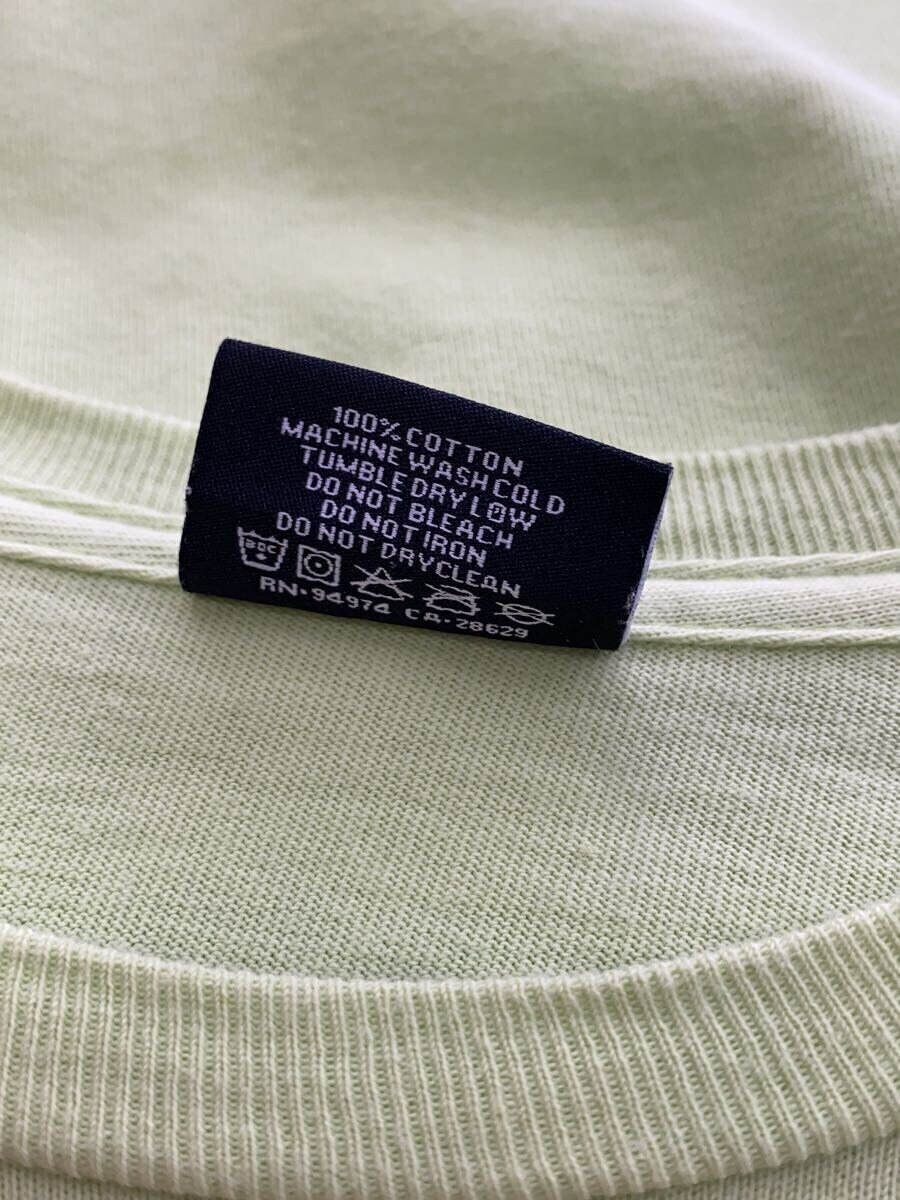 100% COTTON
MACHINE WASH COLD
TUMBLE DRY LOW
DO NOT BLEACH
DO NOT IRON
DO NOT DRYCLEAN
RN·94974 CA·28629